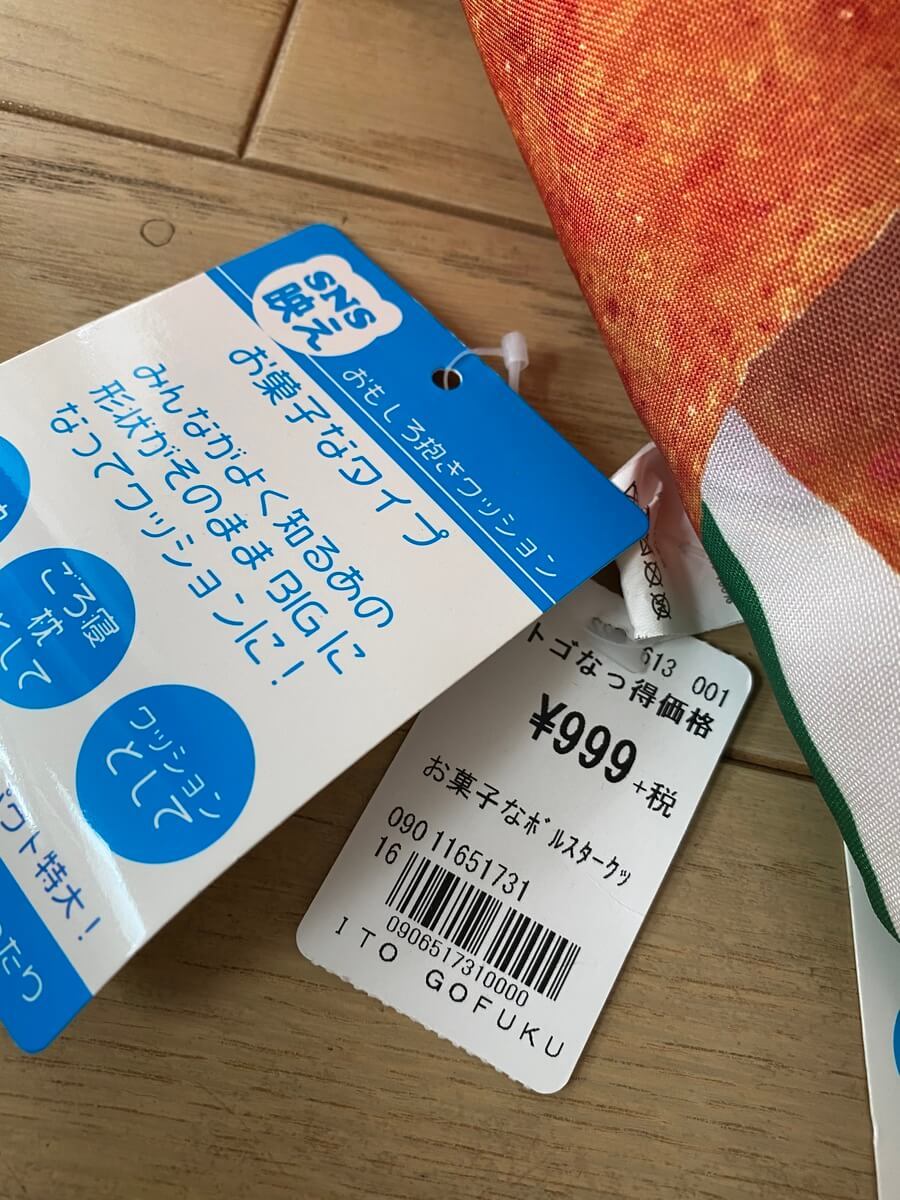 SNS
映え
おもしろ抱きクッション
お菓子なタイプ
みんながよく知るあの
形状がそのままBIGに
なってクッションに!
ごろ寝
枕
として
クッション
として
特大!
613 001
トゴなっ得価格
¥999+税
お菓子なﾎﾞﾙｽﾀｰｸｯ
090 11651731
16
0906517310000
ITO GOFUKU